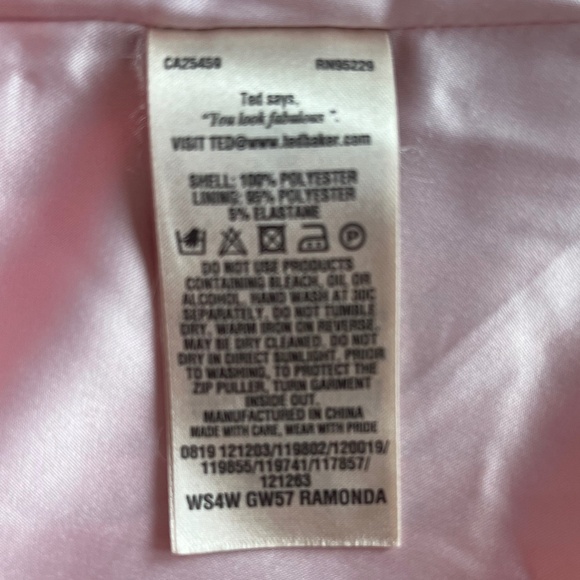 CA25459 RN95229
Ted says,
"You look fabulous".
VISIT TED@www.tedbaker.com
SHELL: 100% POLYESTER
LINING: 95% POLYESTER
5% ELASTANE
P
DO NOT USE PRODUCTS
CONTAINING BLEACH, OIL OR
ALCOHOL. HAND WASH AT 30C
SEPARATELY. DO NOT TUMBLE
DRY. WARM IRON ON REVERSE.
MAY BE DRY CLEANED. DO NOT
DRY IN DIRECT SUNLIGHT. PRIOR
TO WASHING, TO PROTECT THE
ZIP PULLER, TURN GARMENT
INSIDE OUT.
MANUFACTURED IN CHINA
MADE WITH CARE, WEAR WITH PRIDE
0819 121203/119802/120019/
119855/119741/117857/
121263
WS4W GW57 RAMONDA